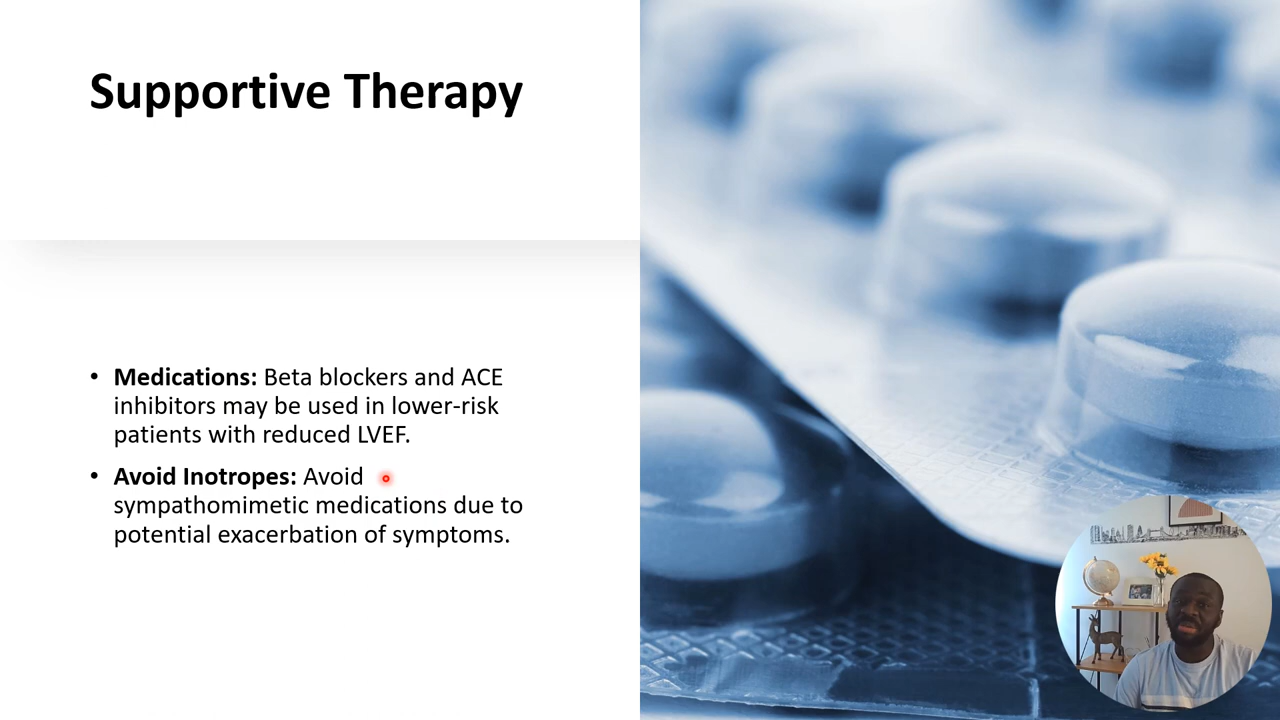 Supportive Therapy
• Medications: Beta blockers and ACE
inhibitors may be used in lower-risk
patients with reduced LVEF.
• Avoid Inotropes: Avoid
sympathomimetic medications due to
potential exacerbation of symptoms.